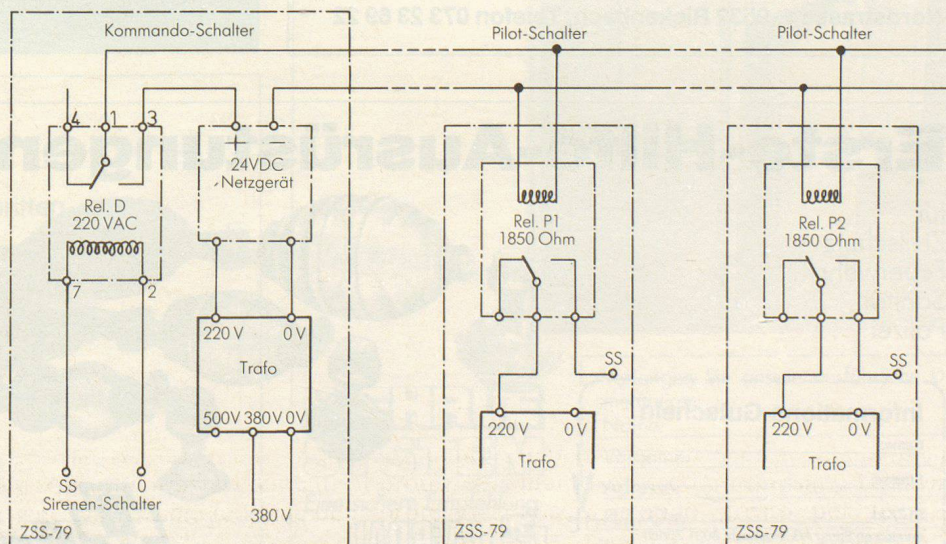 Kommando-Schalter
4 1 3
+ −
24VDC
Netzgerät
Rel. D
220 VAC
7 2
220 V 0 V
Trafo
500V 380V 0V
SS 0
Sirenen-Schalter
380 V
ZSS-79
Pilot-Schalter
Rel. P1
1850 Ohm
SS
220 V 0 V
Trafo
ZSS-79
Pilot-Schalter
Rel. P2
1850 Ohm
SS
220 V 0 V
Trafo
ZSS-79